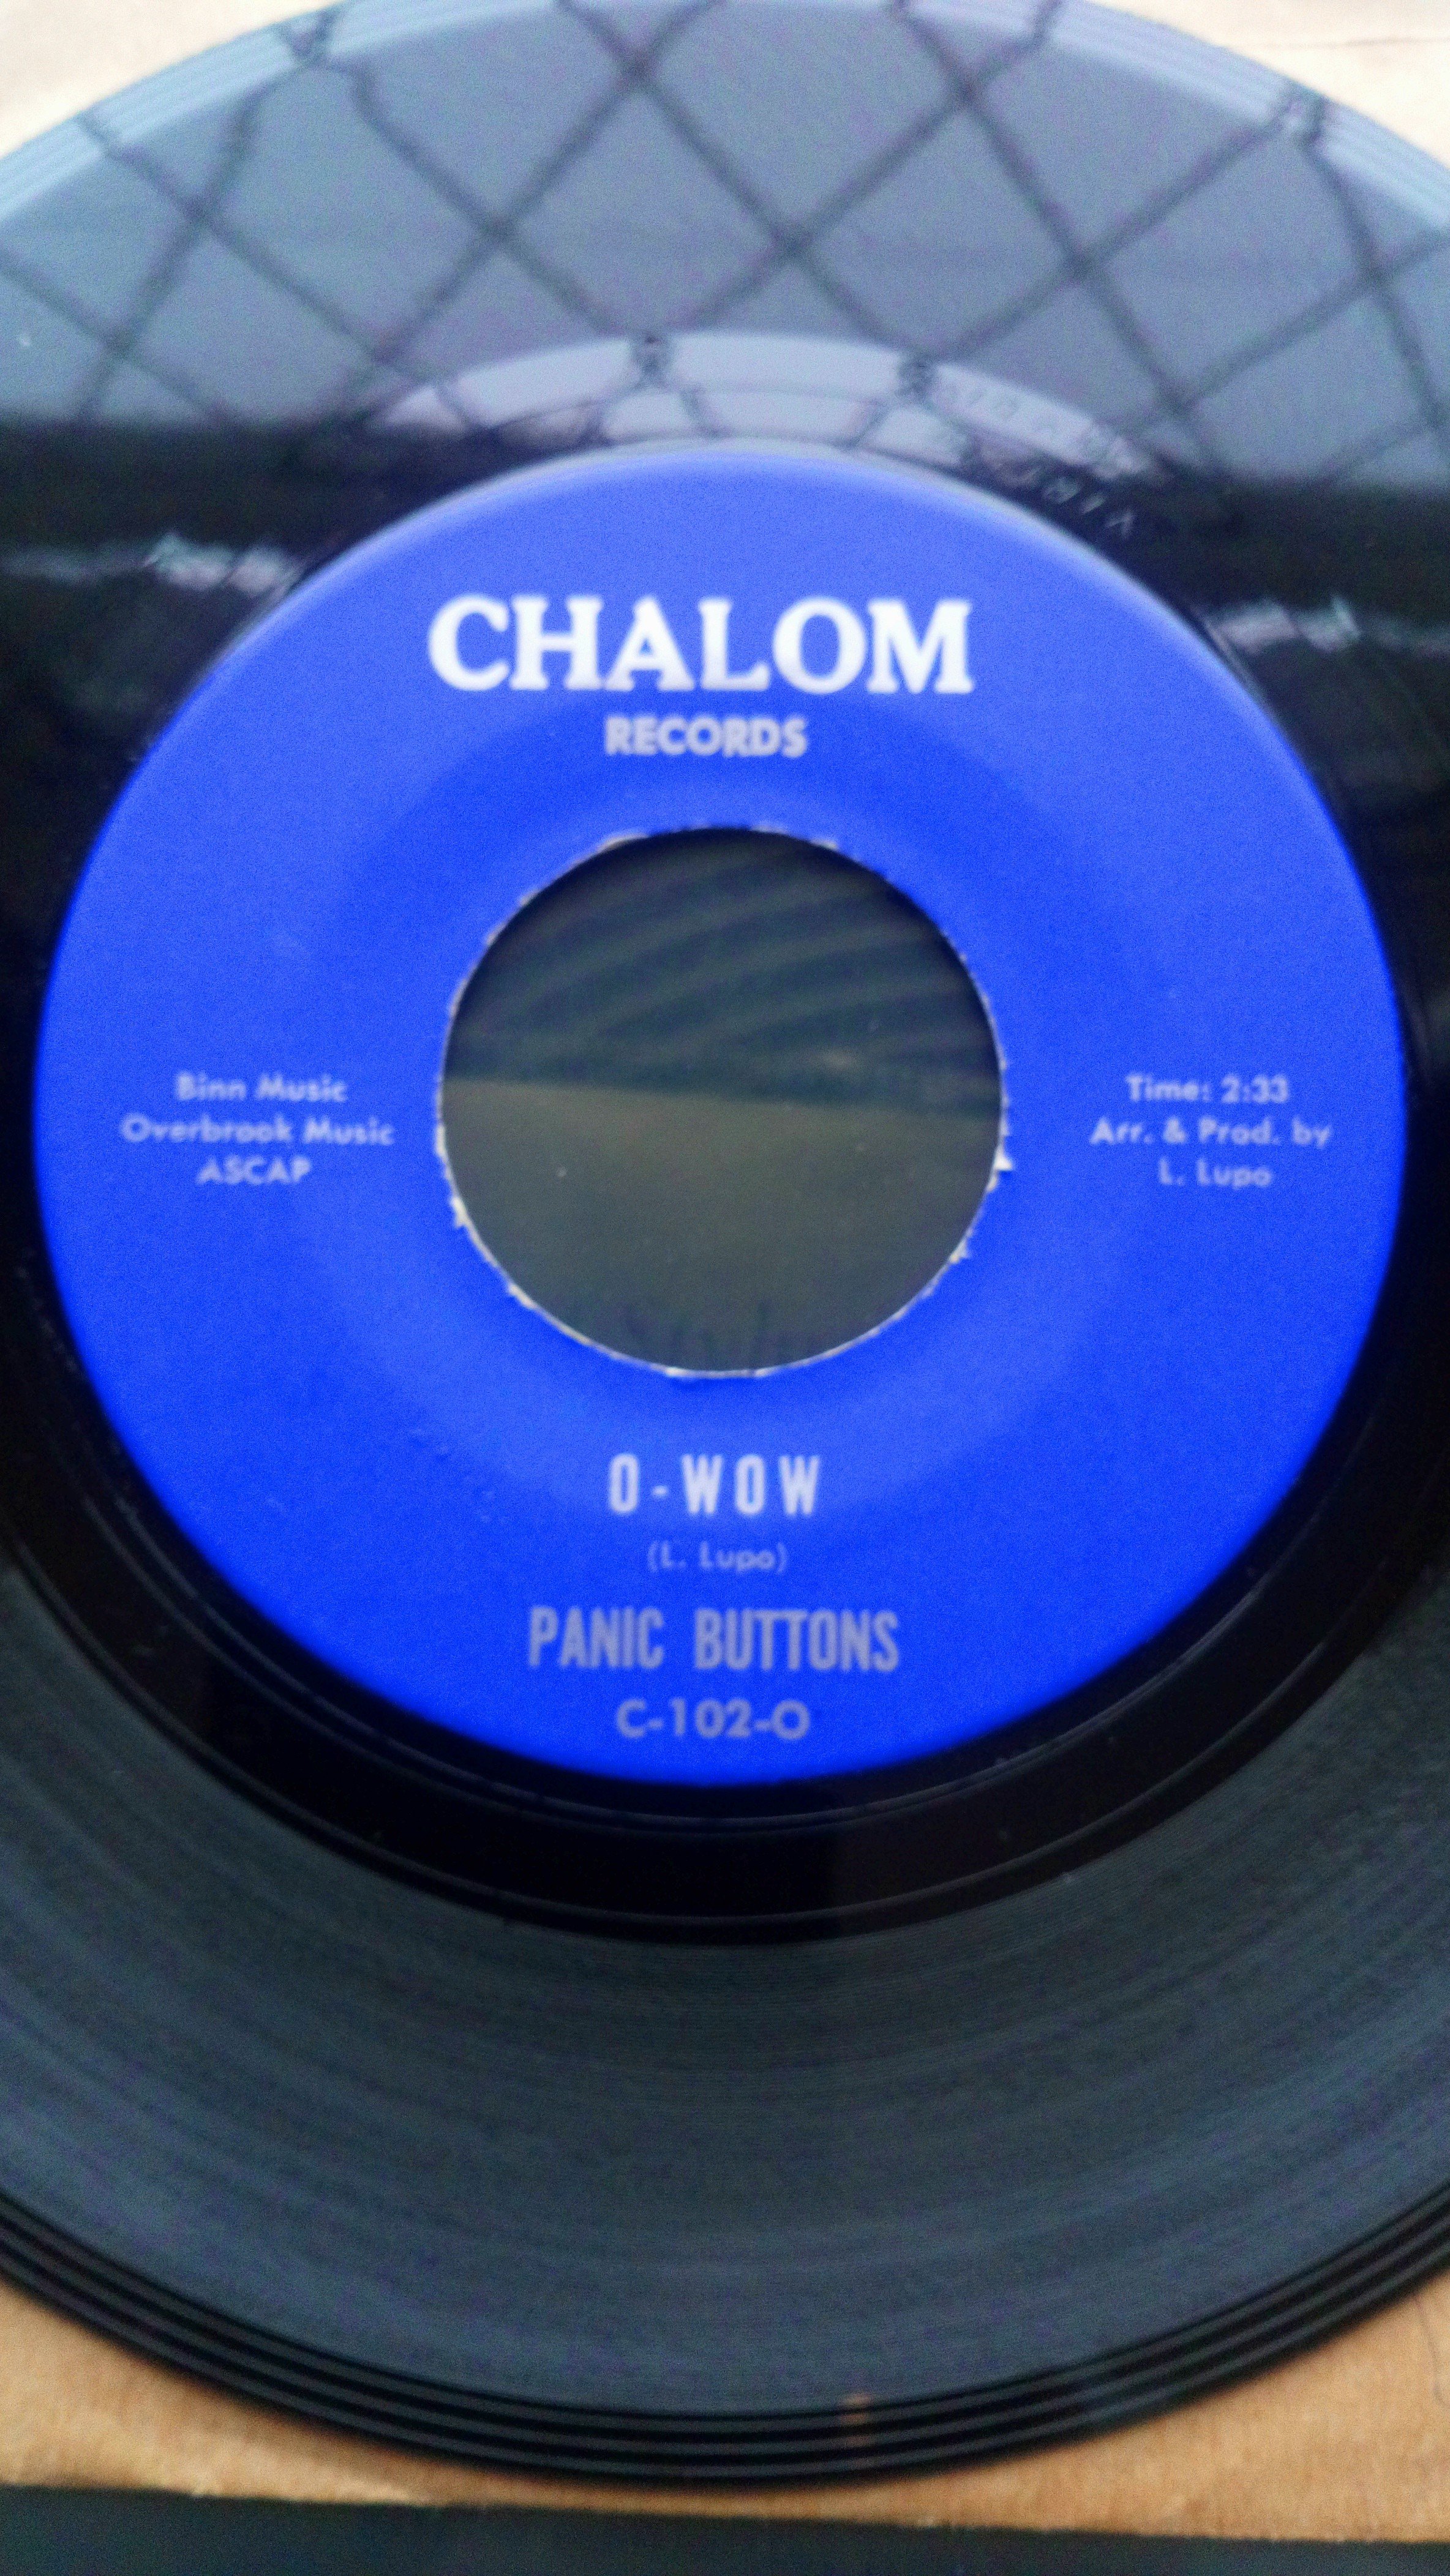 CHALOM
RECORDS
Binn Music
Overbrook Music
ASCAP
Time: 2:33
Arr. & Prod. by
L. Lupo
O-WOW
(L. Lupo)
PANIC BUTTONS
C-102-O